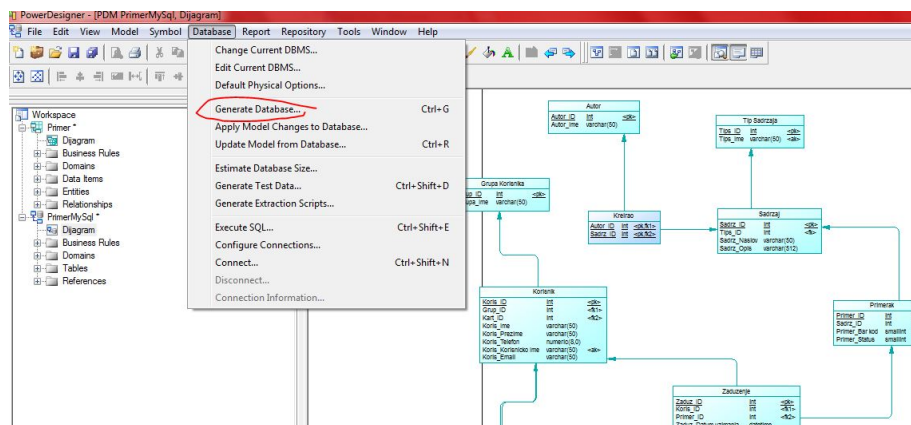 PowerDesigner - [PDM PrimerMySql, Dijagram]
File Edit View Model Symbol Database Report Repository Tools Window Help
Change Current DBMS...
Edit Current DBMS...
Default Physical Options...
Generate Database... Ctrl+G
Apply Model Changes to Database...
Update Model from Database... Ctrl+R
Estimate Database Size...
Generate Test Data... Ctrl+Shift+D
Generate Extraction Scripts...
Execute SQL... Ctrl+Shift+E
Configure Connections...
Connect... Ctrl+Shift+N
Disconnect...
Connection Information...
Workspace
Primer *
Dijagram
Business Rules
Domains
Data Items
Entities
Relationships
PrimerMySql *
Dijagram
Business Rules
Domains
Tables
References
Autor
Autor_ID int <pk>
Autor_Ime varchar(50)
Tip Sadrzaja
Tips_ID int <pk>
Tips_Ime varchar(50) <ak>
Grupa Korisnika
up_ID int <pk>
upa_Ime varchar(50)
Kreirao
Autor_ID int <pk,fk1>
Sadrz_ID int <pk,fk2>
Sadrzaj
Sadrz_ID int <pk>
Tips_ID int <fk>
Sadrz_Naslov varchar(50)
Sadrz_Opis varchar(512)
Korisnik
Koris_ID int <pk>
Grup_ID int <fk1>
Kart_ID int <fk2>
Koris_Ime varchar(50)
Koris_Prezime varchar(50)
Koris_Telefon numeric(8,0)
Koris_Korisnicko ime varchar(50) <ak>
Koris_Email varchar(50)
Primerak
Primer_ID int
Sadrz_ID int
Primer_Bar kod smallint
Primer_Status smallint
Zaduzenje
Zaduz_ID int <pk>
Koris_ID int <fk1>
Primer_ID int <fk2>
Zaduz_Datum uzimanja datetime